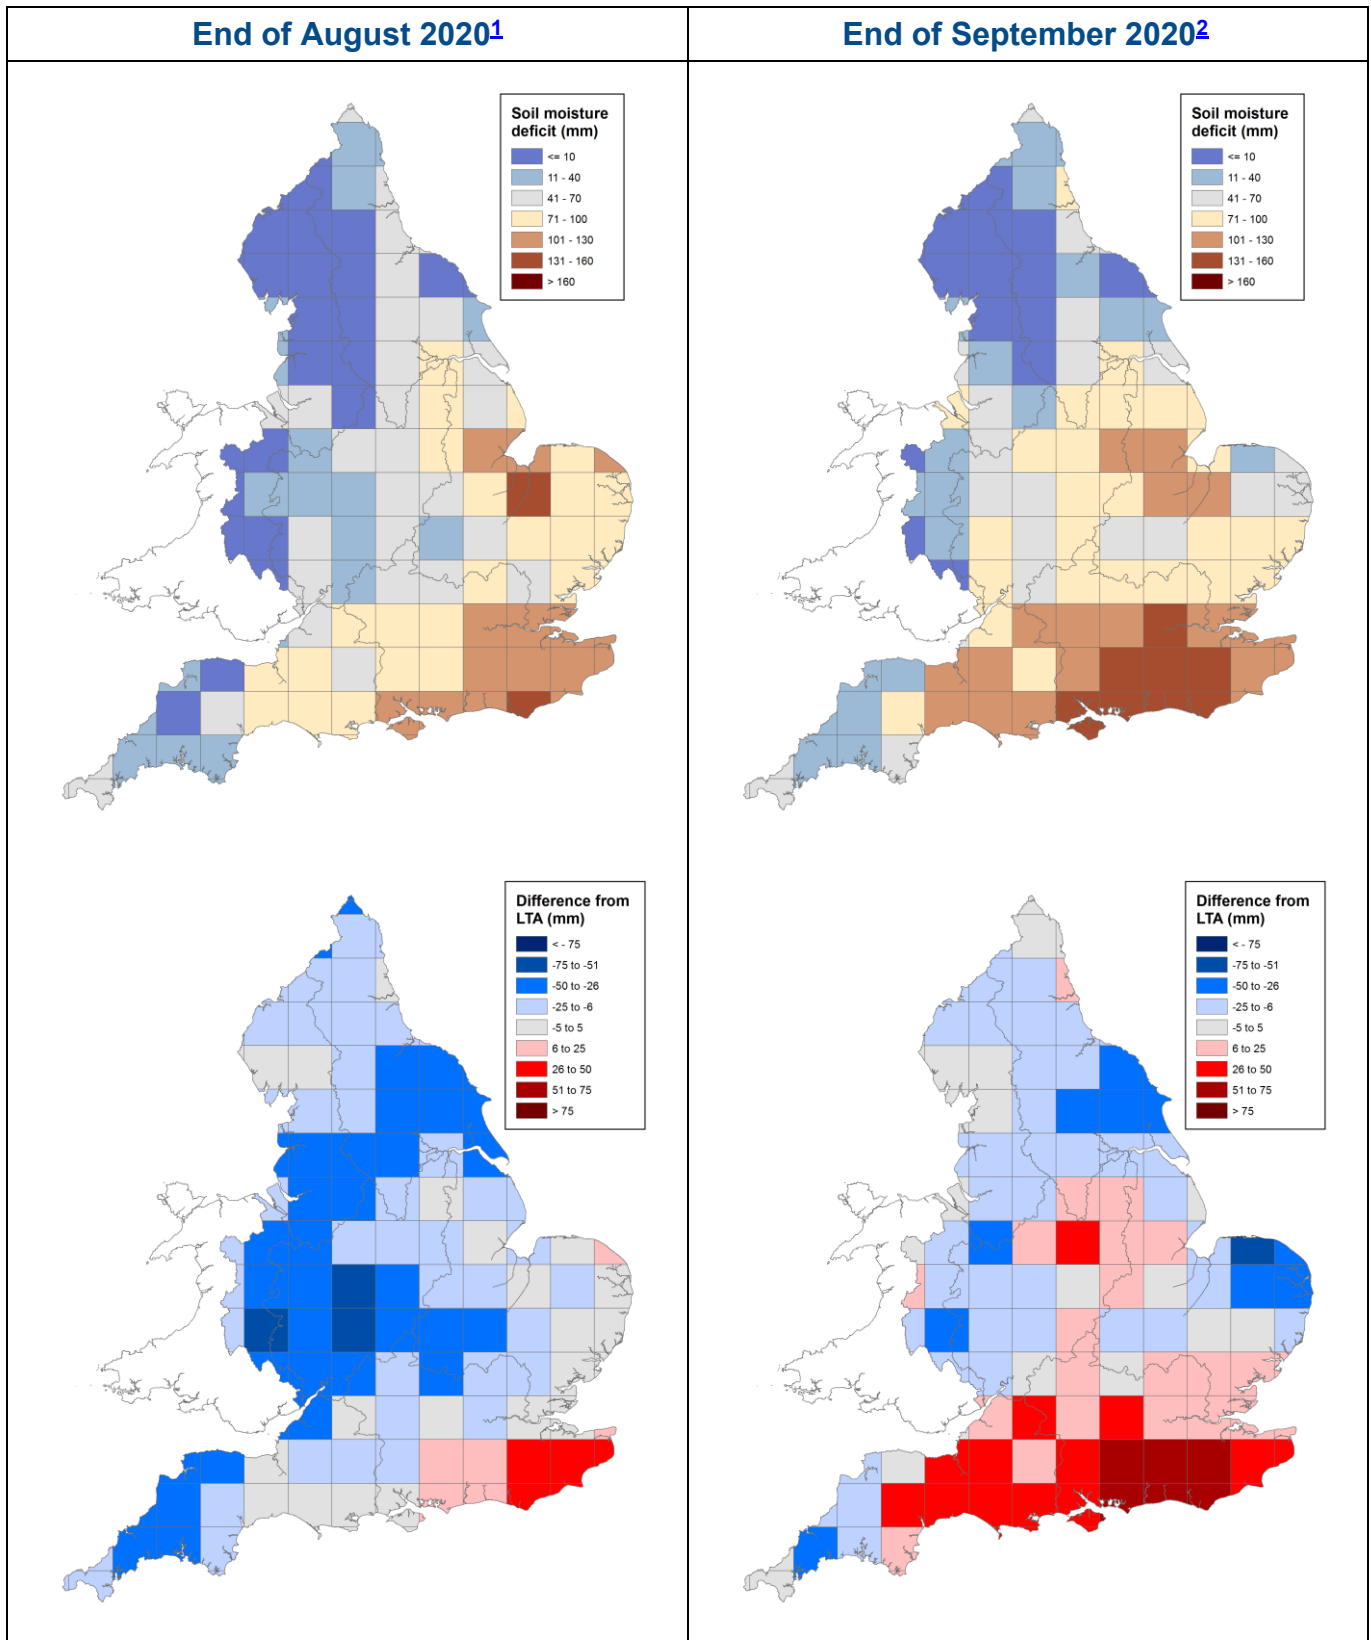 End of August 20201
End of September 20202
Soil moisture
deficit (mm)
<= 10
11 - 40
41 - 70
71 - 100
101 - 130
131 - 160
> 160
Soil moisture
deficit (mm)
<= 10
11 - 40
41 - 70
71 - 100
101 - 130
131 - 160
> 160
Difference from
LTA (mm)
< - 75
-75 to -51
-50 to -26
-25 to -6
-5 to 5
6 to 25
26 to 50
51 to 75
> 75
Difference from
LTA (mm)
< - 75
-75 to -51
-50 to -26
-25 to -6
-5 to 5
6 to 25
26 to 50
51 to 75
> 75